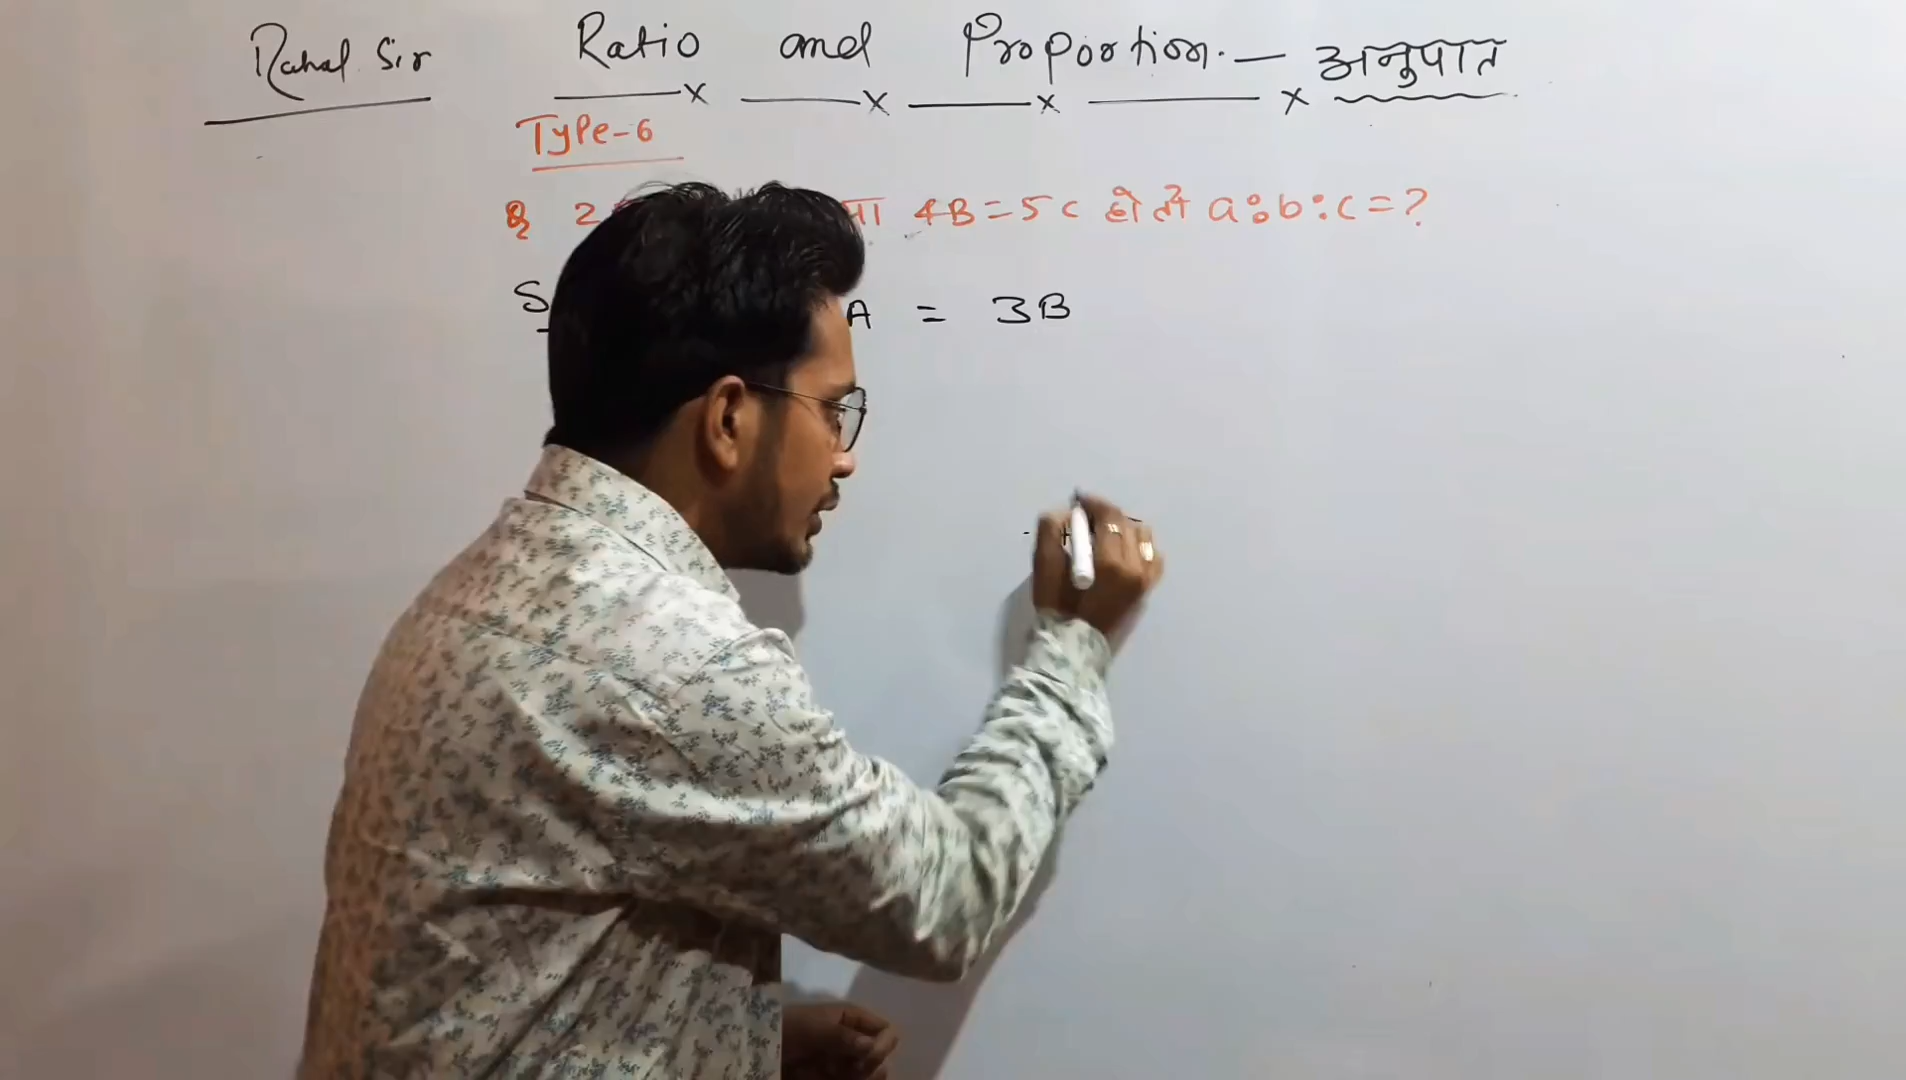 Rahul Sir Ratio and Proportion. — अनुपात
Type-6
Q 2 4B = 5c हो तो a:b:c = ?
S A = 3B